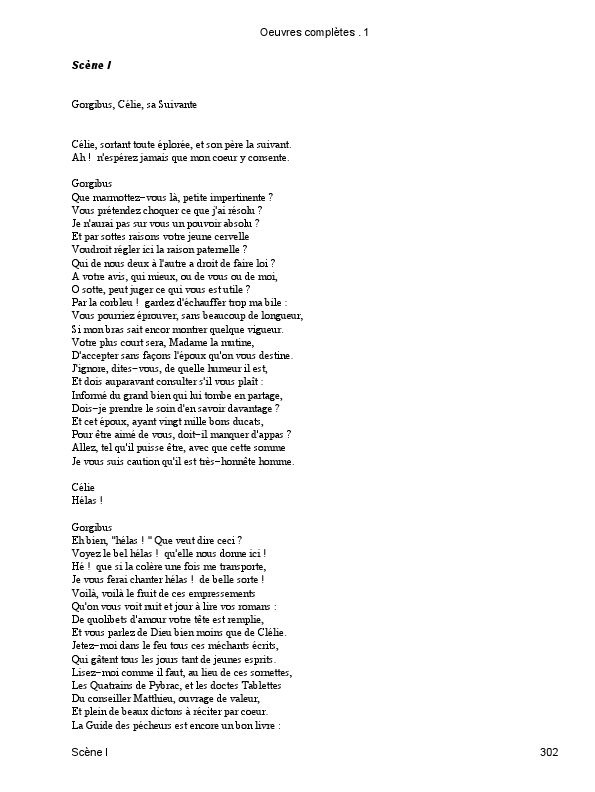 Oeuvres complètes . 1
Scène I
Gorgibus, Célie, sa Suivante
Célie, sortant toute éplorée, et son père la suivant.
Ah !  n'espérez jamais que mon coeur y consente.
Gorgibus
Que marmottez−vous là, petite impertinente ?
Vous prétendez choquer ce que j'ai résolu ?
Je n'aurai pas sur vous un pouvoir absolu ?
Et par sottes raisons votre jeune cervelle
Voudroit régler ici la raison paternelle ?
Qui de nous deux à l'autre a droit de faire loi ?
A votre avis, qui mieux, ou de vous ou de moi,
O sotte, peut juger ce qui vous est utile ?
Par la corbleu !  gardez d'échauffer trop ma bile :
Vous pourriez éprouver, sans beaucoup de longueur,
Si mon bras sait encor montrer quelque vigueur.
Votre plus court sera, Madame la mutine,
D'accepter sans façons l'époux qu'on vous destine.
J'ignore, dites−vous, de quelle humeur il est,
Et dois auparavant consulter s'il vous plaît :
Informé du grand bien qui lui tombe en partage,
Dois−je prendre le soin d'en savoir davantage ?
Et cet époux, ayant vingt mille bons ducats,
Pour être aimé de vous, doit−il manquer d'appas ?
Allez, tel qu'il puisse être, avec que cette somme
Je vous suis caution qu'il est très−honnête homme.
Célie
Hélas !
Gorgibus
Eh bien, "hélas ! " Que veut dire ceci ?
Voyez le bel hélas !  qu'elle nous donne ici !
Hé !  que si la colère une fois me transporte,
Je vous ferai chanter hélas !  de belle sorte !
Voilà, voilà le fruit de ces empressements
Qu'on vous voit nuit et jour à lire vos romans :
De quolibets d'amour votre tête est remplie,
Et vous parlez de Dieu bien moins que de Clélie.
Jetez−moi dans le feu tous ces méchants écrits,
Qui gâtent tous les jours tant de jeunes esprits.
Lisez−moi comme il faut, au lieu de ces sornettes,
Les Quatrains de Pybrac, et les doctes Tablettes
Du conseiller Matthieu, ouvrage de valeur,
Et plein de beaux dictons à réciter par coeur.
La Guide des pécheurs est encore un bon livre :
Scène I 302